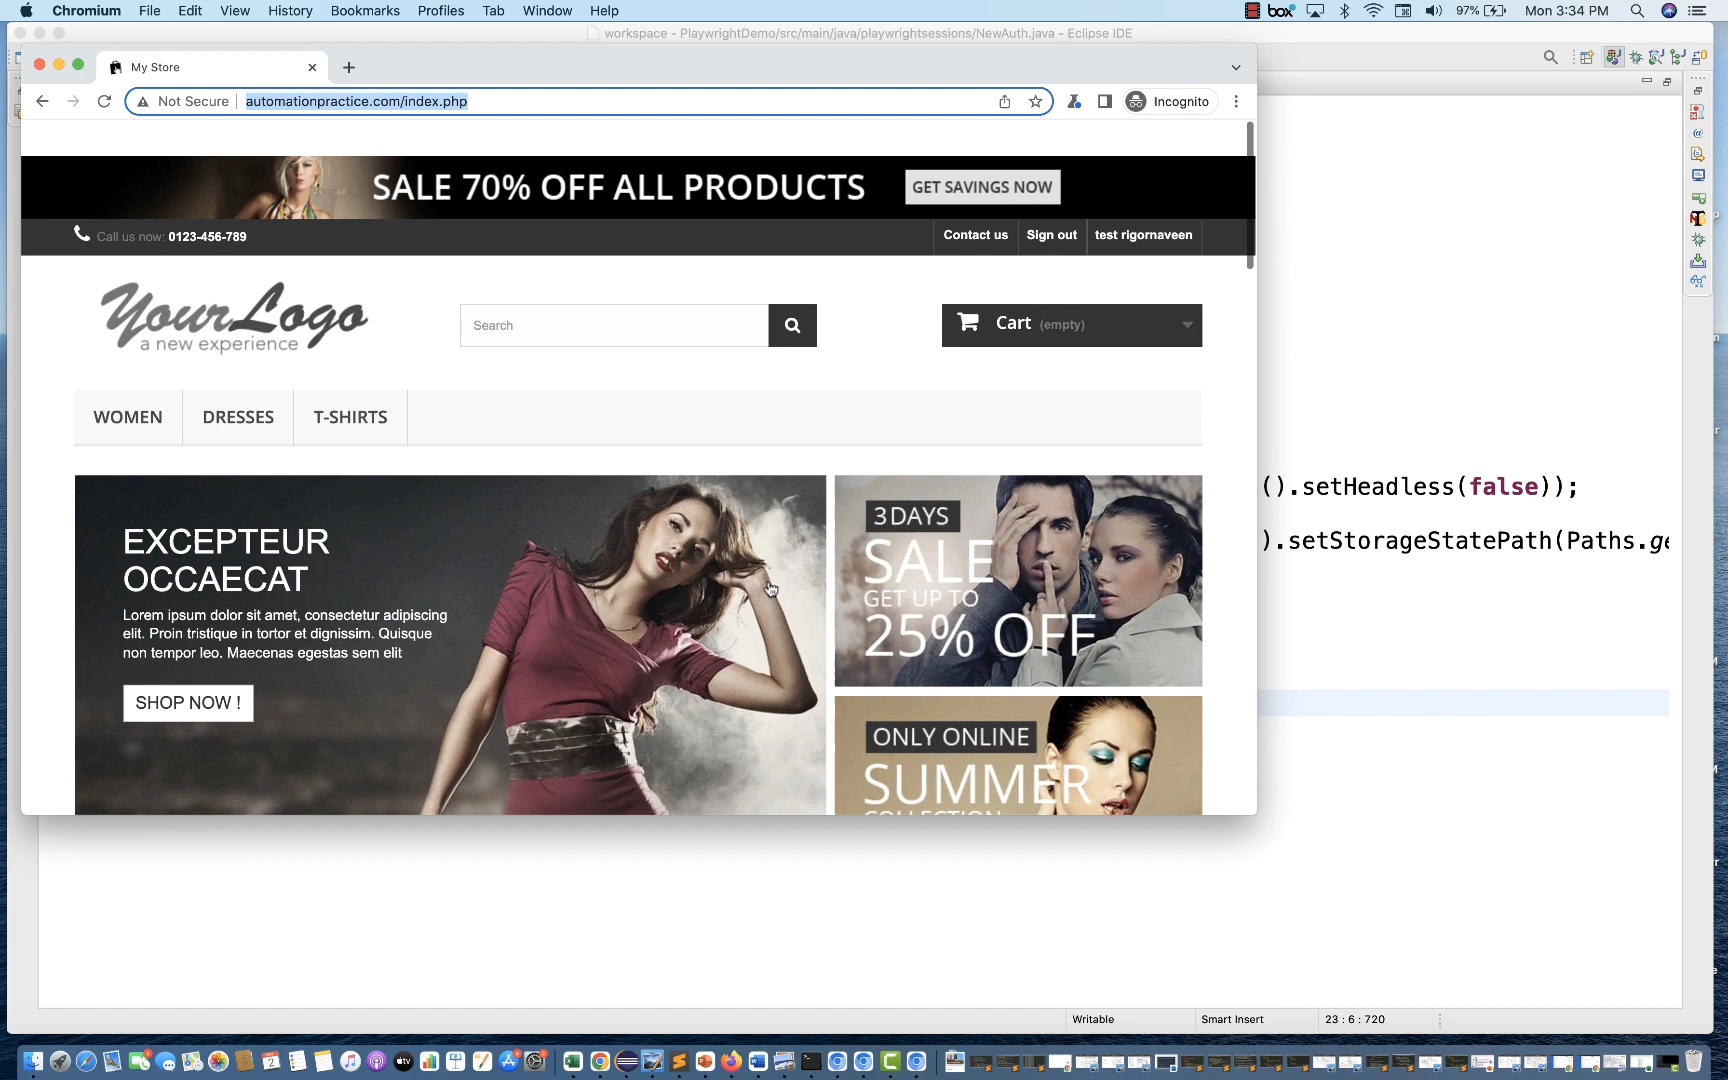 Chromium File Edit View History Bookmarks Profiles Tab Window Help
box 97% Mon 3:34 PM
workspace - PlaywrightDemo/src/main/java/playwrightsessions/NewAuth.java - Eclipse IDE
My Store
Not Secure automationpractice.com/index.php Incognito
SALE 70% OFF ALL PRODUCTS GET SAVINGS NOW
Call us now: 0123-456-789 Contact us Sign out test rigornaveen
YourLogo
a new experience
Search
Cart (empty)
WOMEN DRESSES T-SHIRTS
().setHeadless(false));
).setStorageStatePath(Paths.ge
EXCEPTEUR
OCCAECAT
Lorem ipsum dolor sit amet, consectetur adipiscing
elit. Proin tristique in tortor et dignissim. Quisque
non tempor leo. Maecenas egestas sem elit
SHOP NOW !
3 DAYS
SALE
GET UP TO
25% OFF
ONLY ONLINE
SUMMER
Writable Smart Insert 23 : 6 : 720